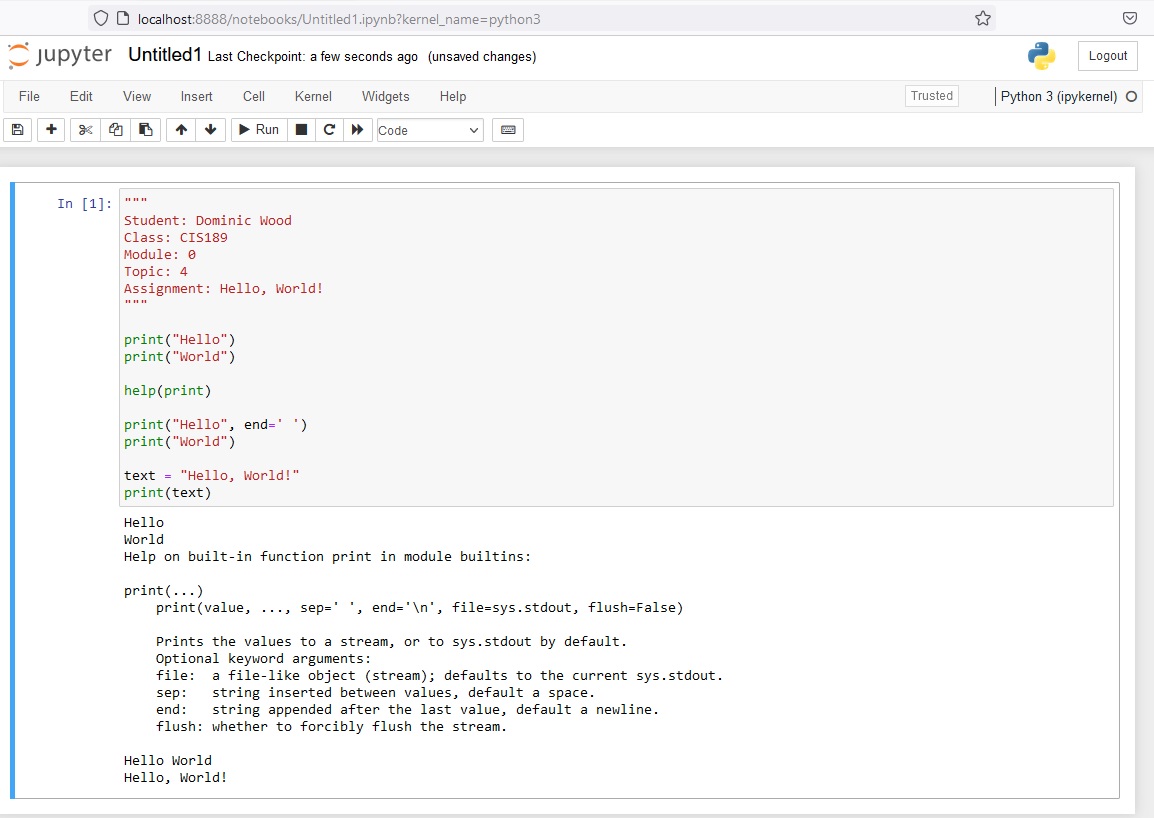 localhost:8888/notebooks/Untitled1.ipynb?kernel_name=python3
jupyter Untitled1 Last Checkpoint: a few seconds ago (unsaved changes) Logout
File Edit View Insert Cell Kernel Widgets Help Trusted Python 3 (ipykernel)
Run Code
In [1]: """
Student: Dominic Wood
Class: CIS189
Module: 0
Topic: 4
Assignment: Hello, World!
"""
print("Hello")
print("World")
help(print)
print("Hello", end=' ')
print("World")
text = "Hello, World!"
print(text)
Hello
World
Help on built-in function print in module builtins:
print(...)
    print(value, ..., sep=' ', end='\n', file=sys.stdout, flush=False)
    Prints the values to a stream, or to sys.stdout by default.
    Optional keyword arguments:
    file:  a file-like object (stream); defaults to the current sys.stdout.
    sep:   string inserted between values, default a space.
    end:   string appended after the last value, default a newline.
    flush: whether to forcibly flush the stream.
Hello World
Hello, World!